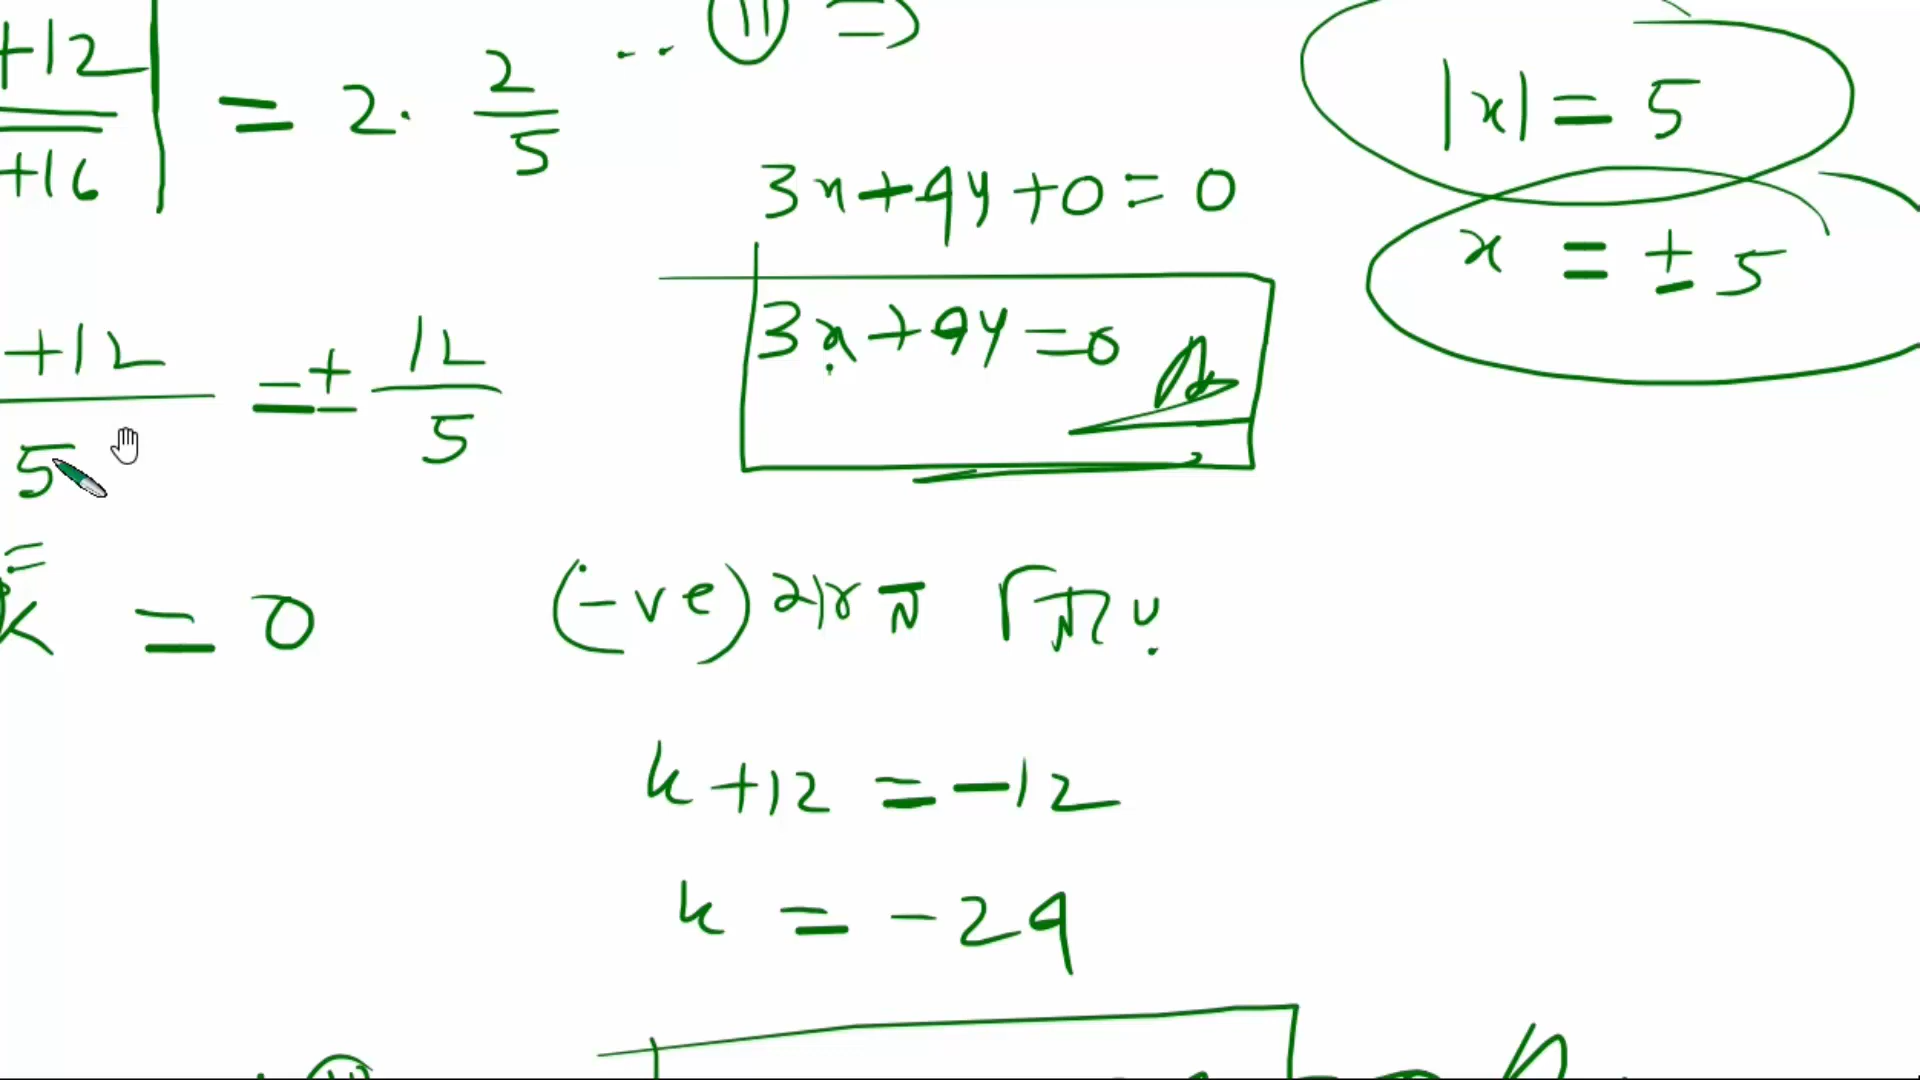 +12
+16
= 2. 2/5 .. (11) ⇒
|x| = 5
3x+4y+0=0
x = ± 5
3x+4y=0
+12/5 = ± 12/5
k = 0
(-ve)
k+12 = -12
k = -24